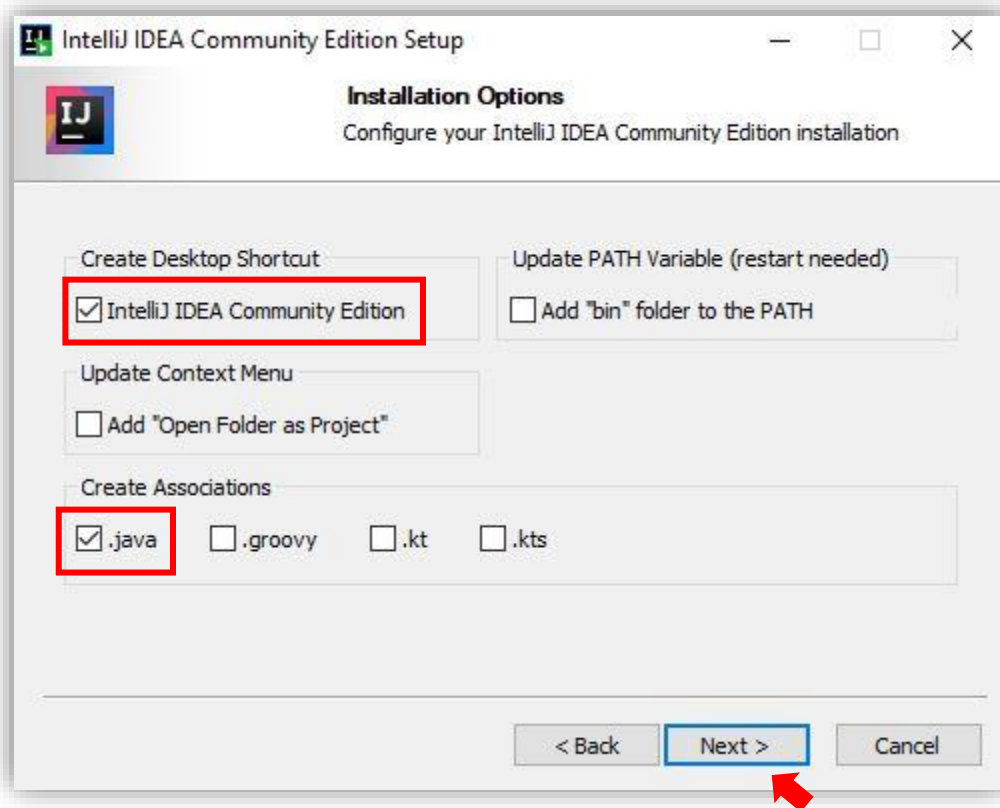 IntelliJ IDEA Community Edition Setup
IJ
Installation Options
Configure your IntelliJ IDEA Community Edition installation
Create Desktop Shortcut
IntelliJ IDEA Community Edition
Update PATH Variable (restart needed)
Add "bin" folder to the PATH
Update Context Menu
Add "Open Folder as Project"
Create Associations
.java .groovy .kt .kts
< Back Next > Cancel